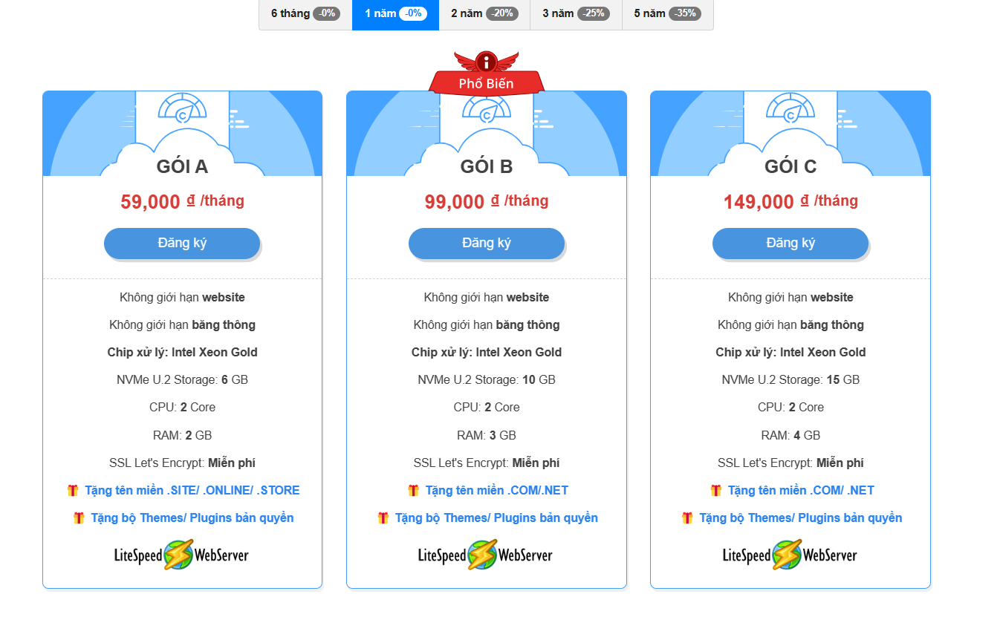 6 tháng -0% 1 năm -0% 2 năm -20% 3 năm -25% 5 năm -35%
Phổ Biến
GÓI A
59,000 ₫ /tháng
Đăng ký
Không giới hạn website
Không giới hạn băng thông
Chip xử lý: Intel Xeon Gold
NVMe U.2 Storage: 6 GB
CPU: 2 Core
RAM: 2 GB
SSL Let's Encrypt: Miễn phí
Tặng tên miền .SITE/ .ONLINE/ .STORE
Tặng bộ Themes/ Plugins bản quyền
LiteSpeed WebServer
GÓI B
99,000 ₫ /tháng
Đăng ký
Không giới hạn website
Không giới hạn băng thông
Chip xử lý: Intel Xeon Gold
NVMe U.2 Storage: 10 GB
CPU: 2 Core
RAM: 3 GB
SSL Let's Encrypt: Miễn phí
Tặng tên miền .COM/.NET
Tặng bộ Themes/ Plugins bản quyền
LiteSpeed WebServer
GÓI C
149,000 ₫ /tháng
Đăng ký
Không giới hạn website
Không giới hạn băng thông
Chip xử lý: Intel Xeon Gold
NVMe U.2 Storage: 15 GB
CPU: 2 Core
RAM: 4 GB
SSL Let's Encrypt: Miễn phí
Tặng tên miền .COM/ .NET
Tặng bộ Themes/ Plugins bản quyền
LiteSpeed WebServer